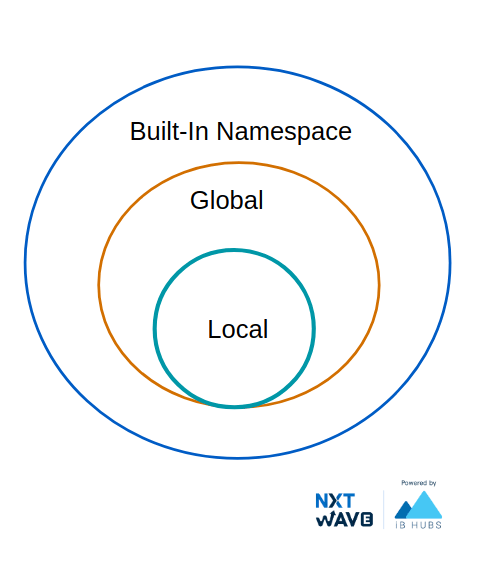 Built-In Namespace
Global
Local
Powered by
NXT
WAVE
iB HUBS